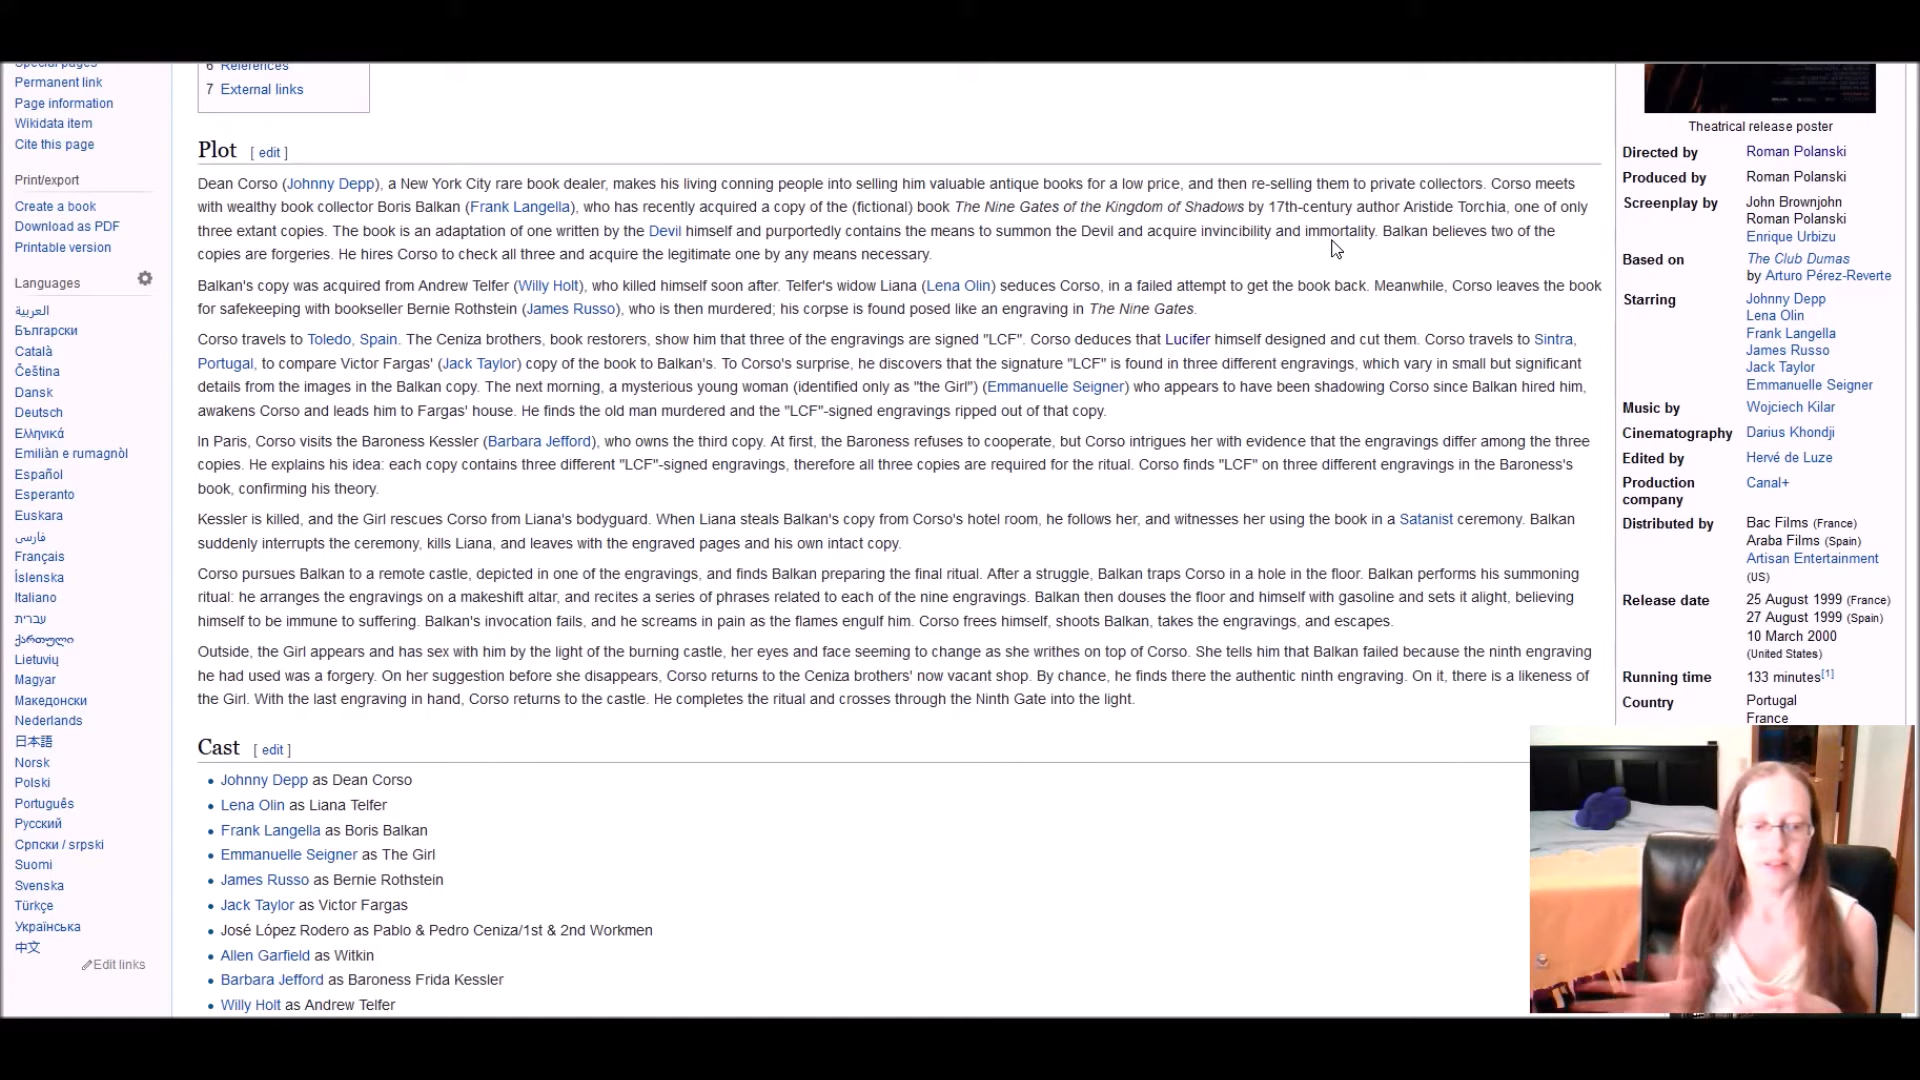 Special pages
Permanent link
Page information
Wikidata item
Cite this page
Print/export
Create a book
Download as PDF
Printable version
Languages
العربية
Български
Català
Čeština
Dansk
Deutsch
Ελληνικά
Emiliàn e rumagnòl
Español
Esperanto
Euskara
فارسی
Français
Íslenska
Italiano
עברית
ქართული
Lietuvių
Magyar
Македонски
Nederlands
日本語
Norsk
Polski
Português
Русский
Српски / srpski
Suomi
Svenska
Türkçe
Українська
中文
Edit links
6 References
7 External links
Plot [ edit ]
Dean Corso (Johnny Depp), a New York City rare book dealer, makes his living conning people into selling him valuable antique books for a low price, and then re-selling them to private collectors. Corso meets
with wealthy book collector Boris Balkan (Frank Langella), who has recently acquired a copy of the (fictional) book The Nine Gates of the Kingdom of Shadows by 17th-century author Aristide Torchia, one of only
three extant copies. The book is an adaptation of one written by the Devil himself and purportedly contains the means to summon the Devil and acquire invincibility and immortality. Balkan believes two of the
copies are forgeries. He hires Corso to check all three and acquire the legitimate one by any means necessary.
Balkan's copy was acquired from Andrew Telfer (Willy Holt), who killed himself soon after. Telfer's widow Liana (Lena Olin) seduces Corso, in a failed attempt to get the book back. Meanwhile, Corso leaves the book
for safekeeping with bookseller Bernie Rothstein (James Russo), who is then murdered; his corpse is found posed like an engraving in The Nine Gates.
Corso travels to Toledo, Spain. The Ceniza brothers, book restorers, show him that three of the engravings are signed "LCF". Corso deduces that Lucifer himself designed and cut them. Corso travels to Sintra,
Portugal, to compare Victor Fargas' (Jack Taylor) copy of the book to Balkan's. To Corso's surprise, he discovers that the signature "LCF" is found in three different engravings, which vary in small but significant
details from the images in the Balkan copy. The next morning, a mysterious young woman (identified only as "the Girl") (Emmanuelle Seigner) who appears to have been shadowing Corso since Balkan hired him,
awakens Corso and leads him to Fargas' house. He finds the old man murdered and the "LCF"-signed engravings ripped out of that copy.
In Paris, Corso visits the Baroness Kessler (Barbara Jefford), who owns the third copy. At first, the Baroness refuses to cooperate, but Corso intrigues her with evidence that the engravings differ among the three
copies. He explains his idea: each copy contains three different "LCF"-signed engravings, therefore all three copies are required for the ritual. Corso finds "LCF" on three different engravings in the Baroness's
book, confirming his theory.
Kessler is killed, and the Girl rescues Corso from Liana's bodyguard. When Liana steals Balkan's copy from Corso's hotel room, he follows her, and witnesses her using the book in a Satanist ceremony. Balkan
suddenly interrupts the ceremony, kills Liana, and leaves with the engraved pages and his own intact copy.
Corso pursues Balkan to a remote castle, depicted in one of the engravings, and finds Balkan preparing the final ritual. After a struggle, Balkan traps Corso in a hole in the floor. Balkan performs his summoning
ritual: he arranges the engravings on a makeshift altar, and recites a series of phrases related to each of the nine engravings. Balkan then douses the floor and himself with gasoline and sets it alight, believing
himself to be immune to suffering. Balkan's invocation fails, and he screams in pain as the flames engulf him. Corso frees himself, shoots Balkan, takes the engravings, and escapes.
Outside, the Girl appears and has sex with him by the light of the burning castle, her eyes and face seeming to change as she writhes on top of Corso. She tells him that Balkan failed because the ninth engraving
he had used was a forgery. On her suggestion before she disappears, Corso returns to the Ceniza brothers' now vacant shop. By chance, he finds there the authentic ninth engraving. On it, there is a likeness of
the Girl. With the last engraving in hand, Corso returns to the castle. He completes the ritual and crosses through the Ninth Gate into the light.
Cast [ edit ]
Johnny Depp as Dean Corso
Lena Olin as Liana Telfer
Frank Langella as Boris Balkan
Emmanuelle Seigner as The Girl
James Russo as Bernie Rothstein
Jack Taylor as Victor Fargas
José López Rodero as Pablo & Pedro Ceniza/1st & 2nd Workmen
Allen Garfield as Witkin
Barbara Jefford as Baroness Frida Kessler
Willy Holt as Andrew Telfer
Theatrical release poster
Directed by Roman Polanski
Produced by Roman Polanski
Screenplay by John Brownjohn
Roman Polanski
Enrique Urbizu
Based on The Club Dumas
by Arturo Pérez-Reverte
Starring Johnny Depp
Lena Olin
Frank Langella
James Russo
Jack Taylor
Emmanuelle Seigner
Music by Wojciech Kilar
Cinematography Darius Khondji
Edited by Hervé de Luze
Production company Canal+
Distributed by Bac Films (France)
Araba Films (Spain)
Artisan Entertainment
(US)
Release date 25 August 1999 (France)
27 August 1999 (Spain)
10 March 2000
(United States)
Running time 133 minutes[1]
Country Portugal
France